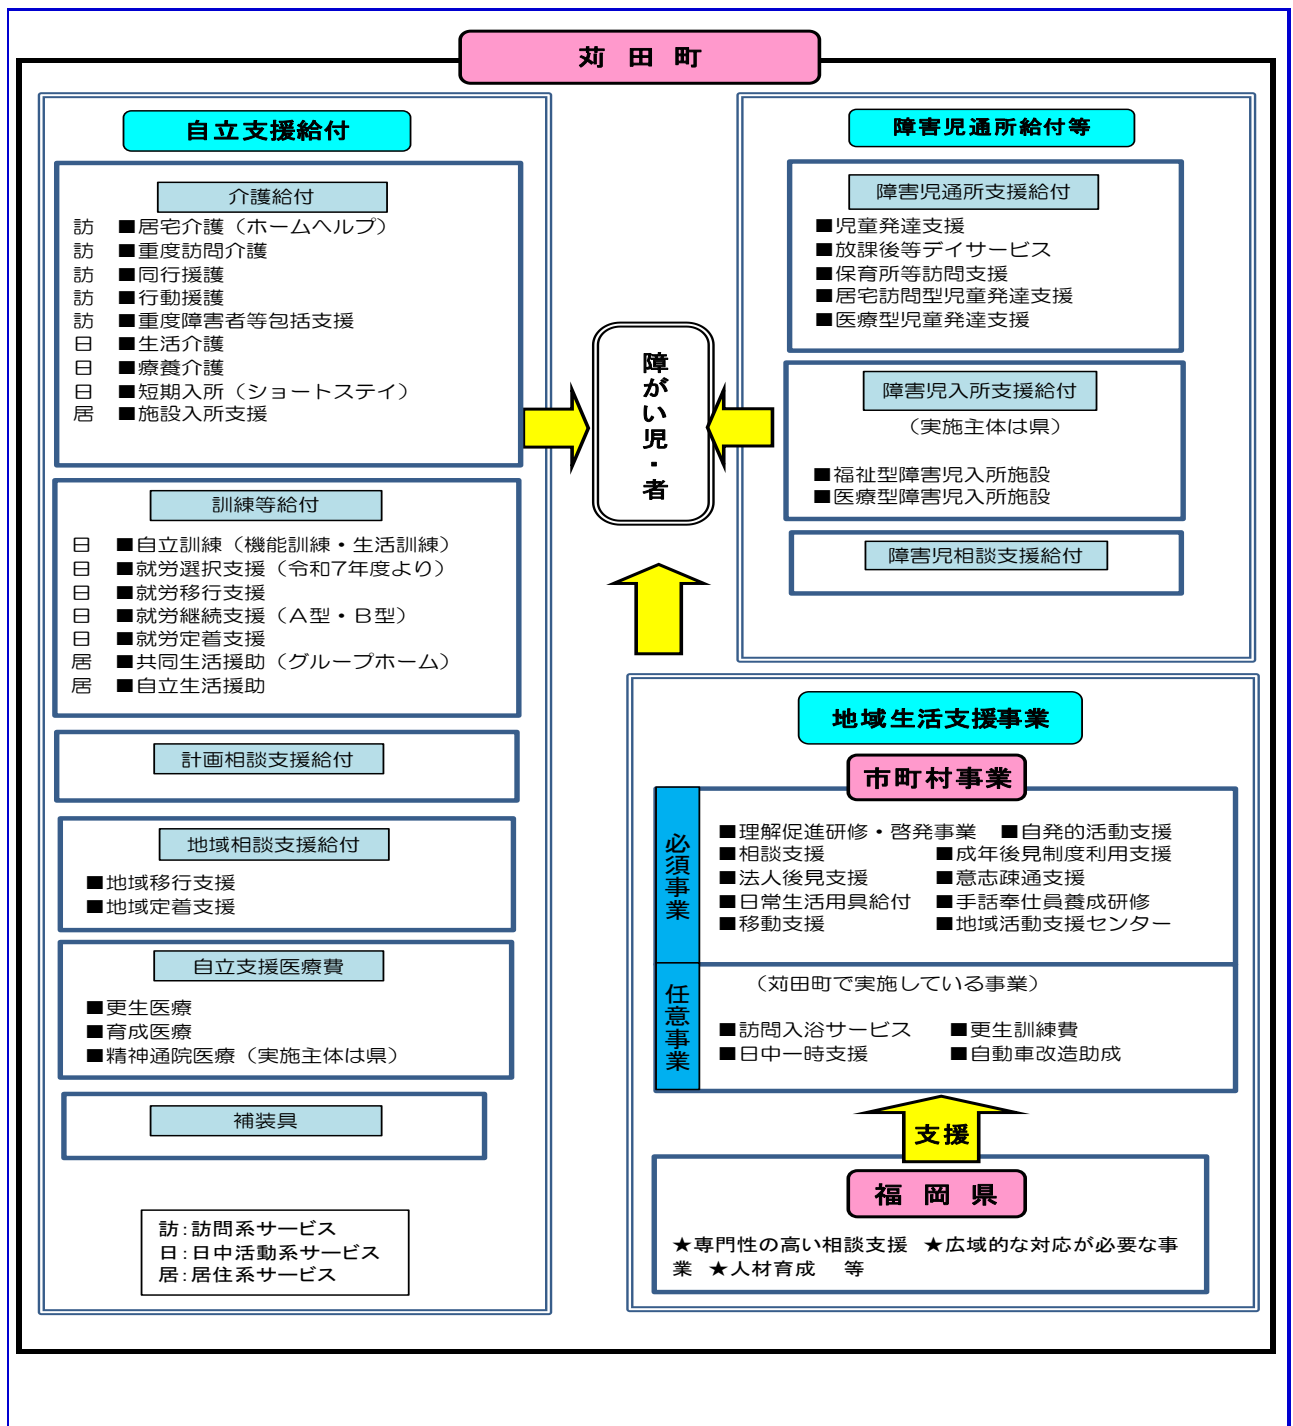 苅田町
自立支援給付
介護給付
訪 ■居宅介護（ホームヘルプ）
訪 ■重度訪問介護
訪 ■同行援護
訪 ■行動援護
訪 ■重度障害者等包括支援
日 ■生活介護
日 ■療養介護
日 ■短期入所（ショートステイ）
居 ■施設入所支援
訓練等給付
日 ■自立訓練（機能訓練・生活訓練）
日 ■就労選択支援（令和7年度より）
日 ■就労移行支援
日 ■就労継続支援（A型・B型）
日 ■就労定着支援
居 ■共同生活援助（グループホーム）
居 ■自立生活援助
計画相談支援給付
地域相談支援給付
■地域移行支援
■地域定着支援
自立支援医療費
■更生医療
■育成医療
■精神通院医療（実施主体は県）
補装具
訪：訪問系サービス
日：日中活動系サービス
居：居住系サービス
障がい児・者
障害児通所給付等
障害児通所支援給付
■児童発達支援
■放課後等デイサービス
■保育所等訪問支援
■居宅訪問型児童発達支援
■医療型児童発達支援
障害児入所支援給付
（実施主体は県）
■福祉型障害児入所施設
■医療型障害児入所施設
障害児相談支援給付
地域生活支援事業
市町村事業
必須事業
■理解促進研修・啓発事業 ■自発的活動支援
■相談支援 ■成年後見制度利用支援
■法人後見支援 ■意志疎通支援
■日常生活用具給付 ■手話奉仕員養成研修
■移動支援 ■地域活動支援センター
任意事業
（苅田町で実施している事業）
■訪問入浴サービス ■更生訓練費
■日中一時支援 ■自動車改造助成
支援
福岡県
★専門性の高い相談支援 ★広域的な対応が必要な事
業 ★人材育成 等